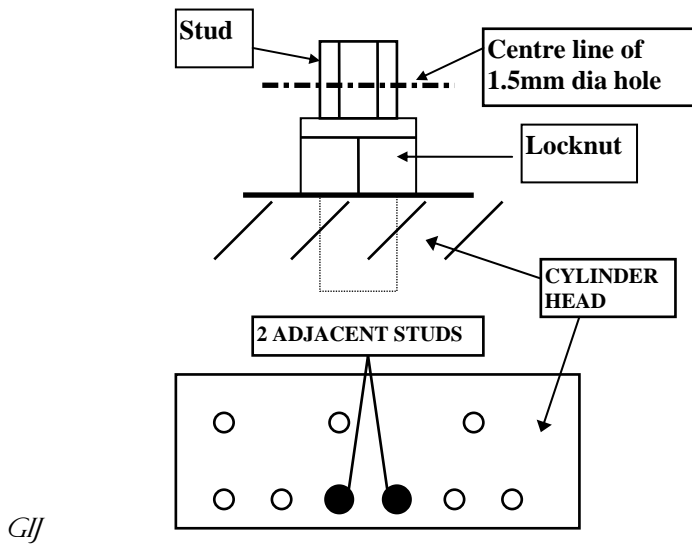 Stud
Centre line of
1.5mm dia hole
Locknut
CYLINDER
HEAD
2 ADJACENT STUDS
GIJ